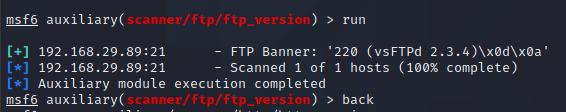 msf6 auxiliary(scanner/ftp/ftp_version) > run
[+] 192.168.29.89:21 - FTP Banner: '220 (vsFTPd 2.3.4)\x0d\x0a'
[*] 192.168.29.89:21 - Scanned 1 of 1 hosts (100% complete)
[*] Auxiliary module execution completed
msf6 auxiliary(scanner/ftp/ftp_version) > back